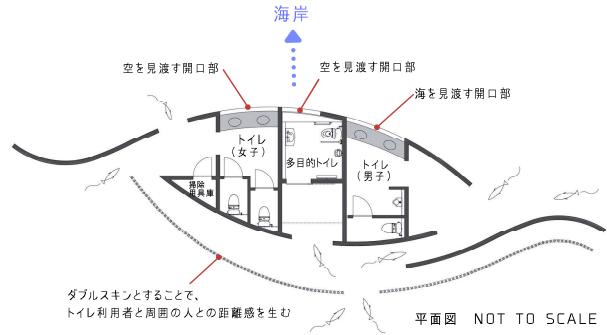 海岸
空を見渡す開口部
空を見渡す開口部
海を見渡す開口部
トイレ
(女子)
多目的トイレ
トイレ
(男子)
掃除
用具庫
ダブルスキンとすることで、
トイレ利用者と周囲の人との距離感を生む
平面図 NOT TO SCALE